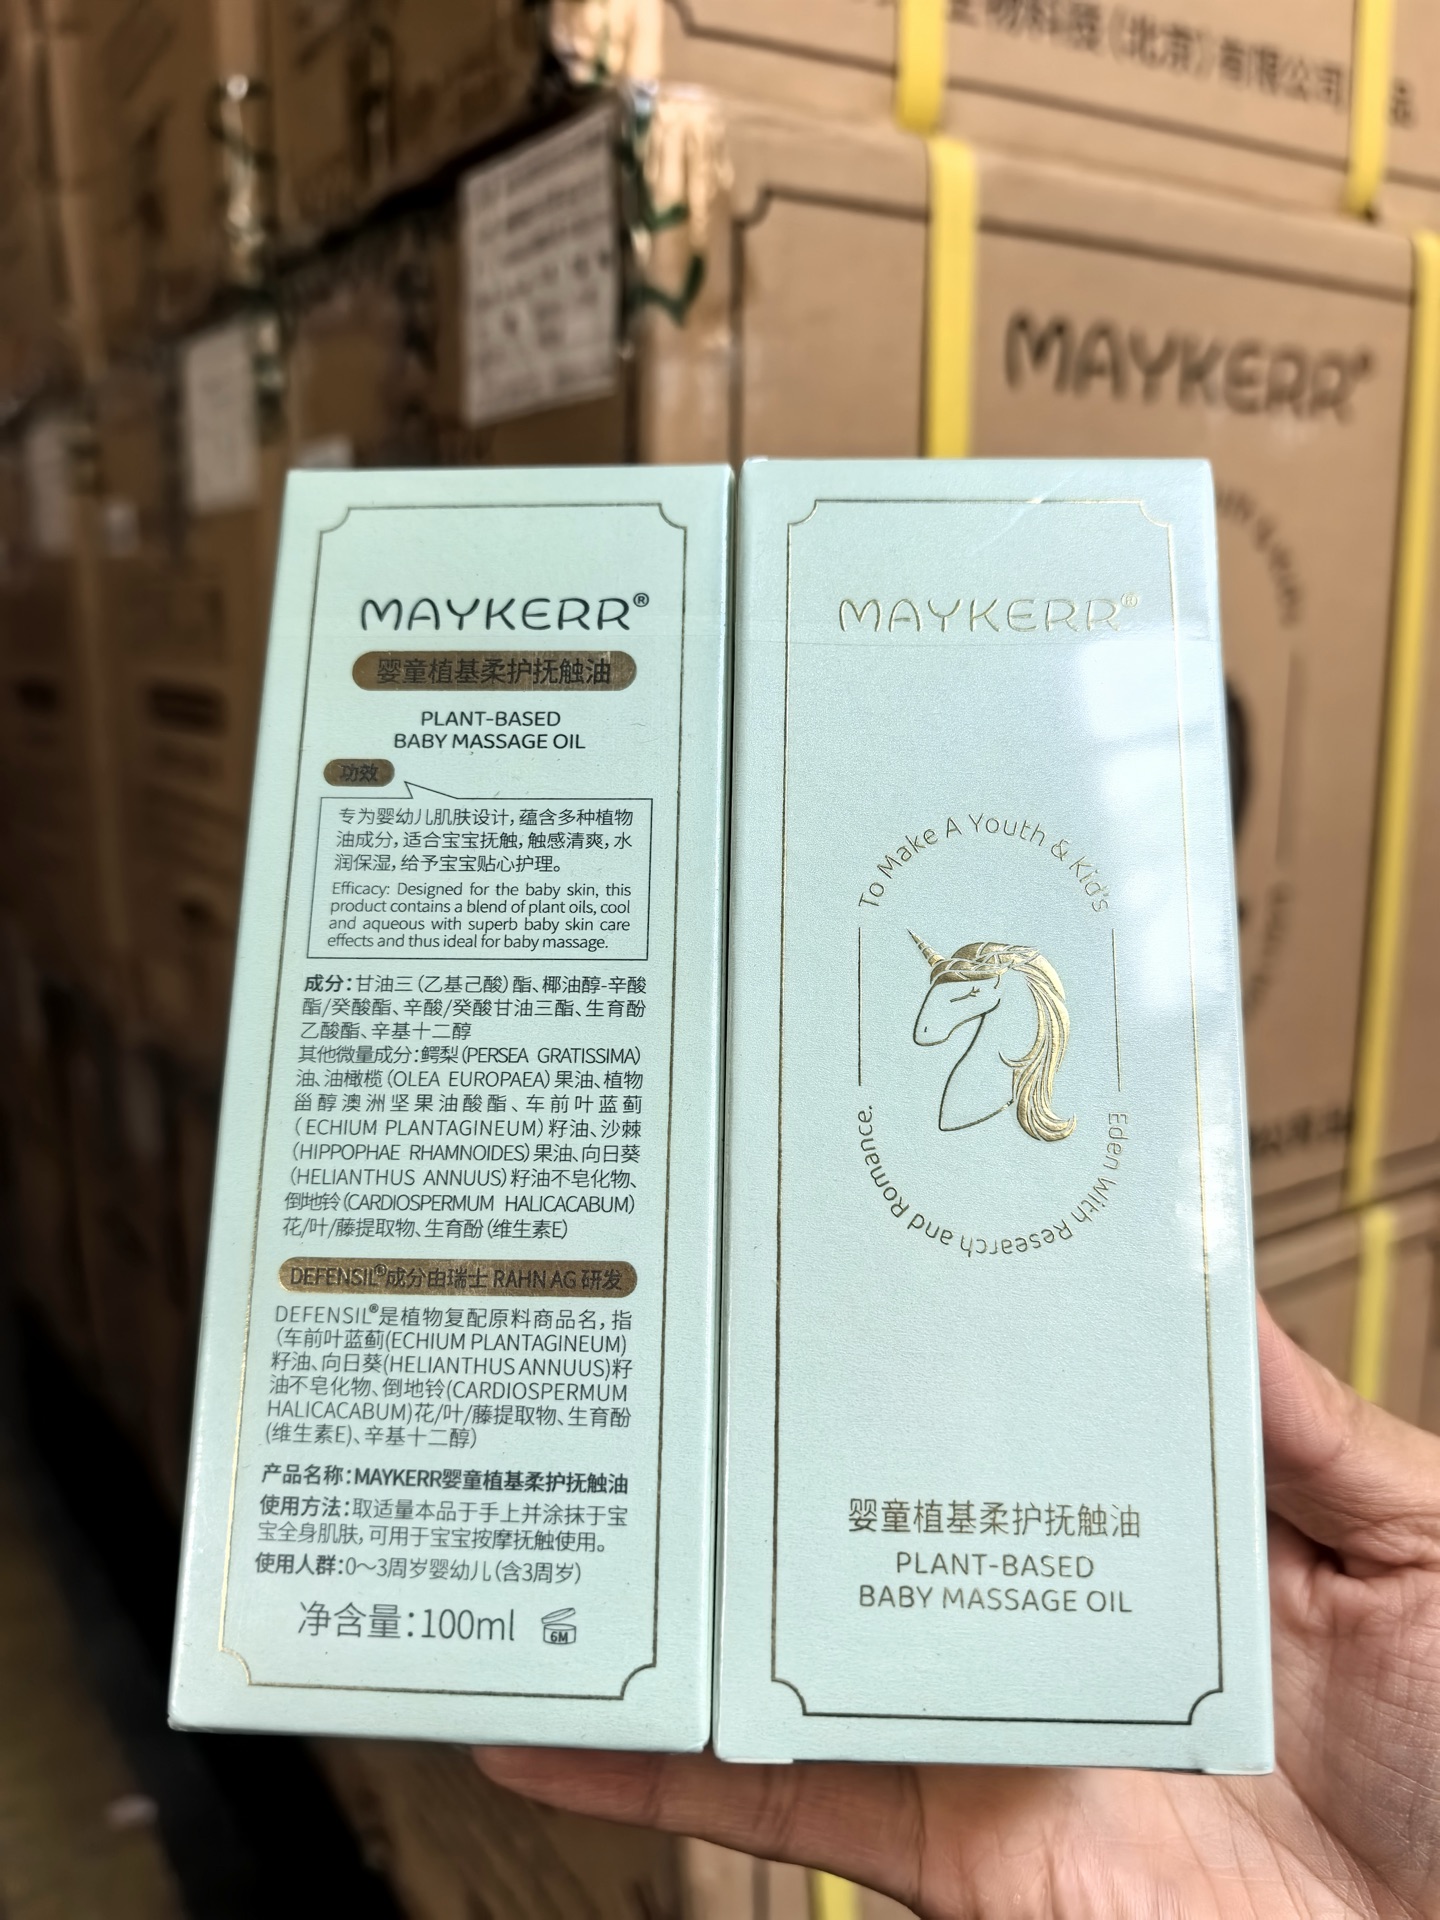 物科技(北京)有限公司
MAYKERR
MAYKERR®
婴童植基柔护抚触油
PLANT-BASED
BABY MASSAGE OIL
功效
专为婴幼儿肌肤设计，蕴含多种植物
油成分，适合宝宝抚触，触感清爽，水
润保湿，给予宝宝贴心护理。
Efficacy: Designed for the baby skin, this
product contains a blend of plant oils, cool
and aqueous with superb baby skin care
effects and thus ideal for baby massage.
成分：甘油三（乙基己酸）酯、椰油醇-辛酸
酯/癸酸酯、辛酸/癸酸甘油三酯、生育酚
乙酸酯、辛基十二醇
其他微量成分：鳄梨（PERSEA GRATISSIMA）
油、油橄榄（OLEA EUROPAEA）果油、植物
甾醇澳洲坚果油酸酯、车前叶蓝蓟
（ECHIUM PLANTAGINEUM）籽油、沙棘
（HIPPOPHAE RHAMNOIDES）果油、向日葵
（HELIANTHUS ANNUUS）籽油不皂化物、
倒地铃（CARDIOSPERMUM HALICACABUM）
花/叶/藤提取物、生育酚（维生素E）
DEFENSIL®成分由瑞士 RAHN AG 研发
DEFENSIL®是植物复配原料商品名，指
（车前叶蓝蓟(ECHIUM PLANTAGINEUM)
籽油、向日葵(HELIANTHUS ANNUUS)籽
油不皂化物、倒地铃(CARDIOSPERMUM
HALICACABUM)花/叶/藤提取物、生育酚
(维生素E)、辛基十二醇）
产品名称：MAYKERR婴童植基柔护抚触油
使用方法：取适量本品于手上并涂抹于宝
宝全身肌肤，可用于宝宝按摩抚触使用。
使用人群：0～3周岁婴幼儿（含3周岁）
净含量：100ml
6M
MAYKERR®
To Make A Youth & Kid's
Eden with Research and Romance.
婴童植基柔护抚触油
PLANT-BASED
BABY MASSAGE OIL